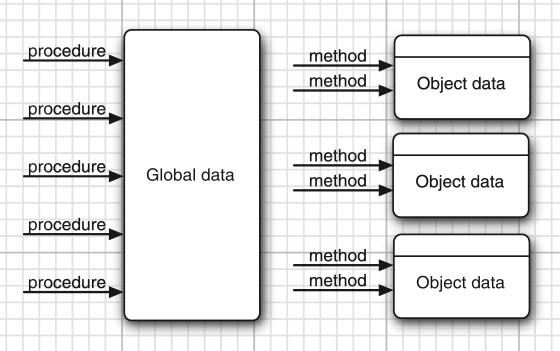 procedure
procedure
procedure
procedure
procedure
Global data
method
method
Object data
method
method
Object data
method
method
Object data